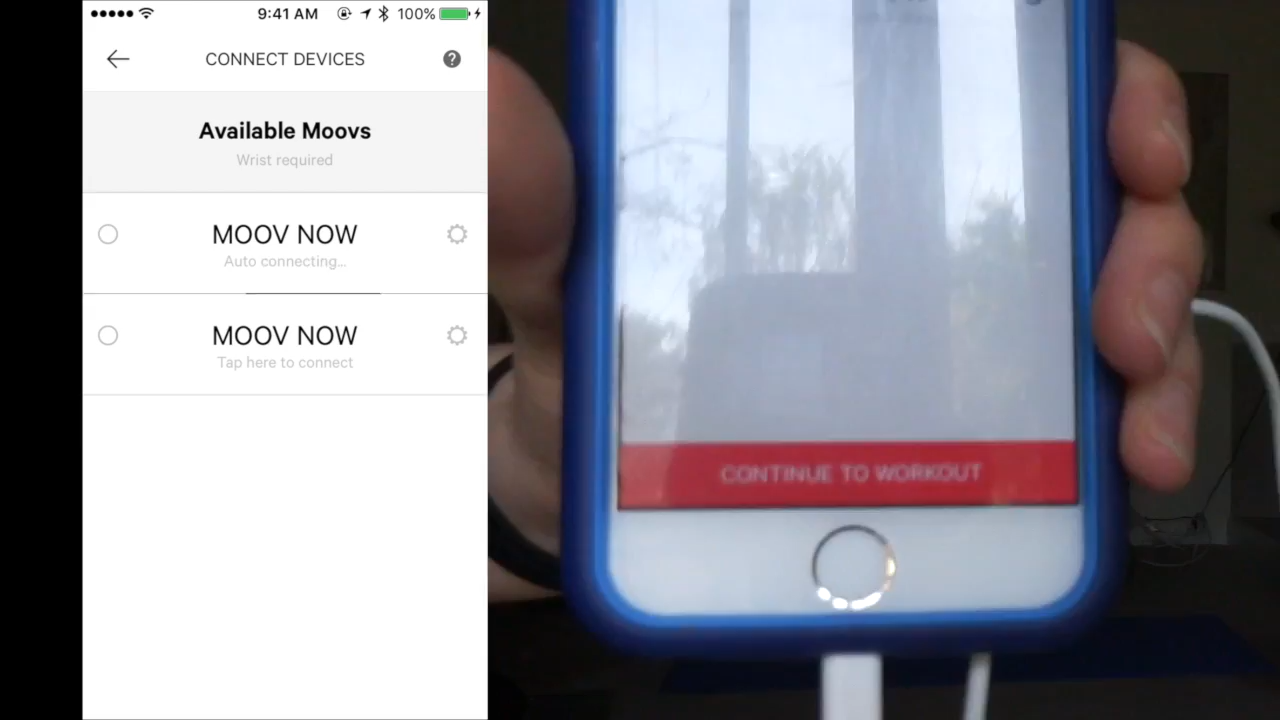 9:41 AM 100%
CONNECT DEVICES ?
Available Moovs
Wrist required
MOOV NOW
Auto connecting...
MOOV NOW
Tap here to connect
CONTINUE TO WORKOUT